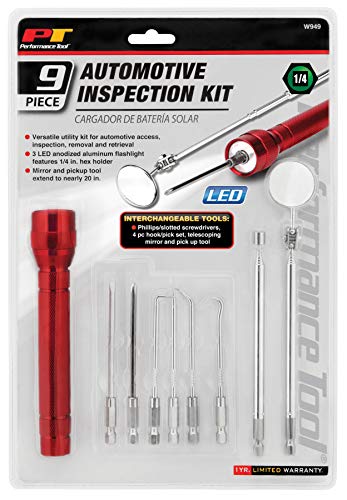 W949
PT
Performance Tool®
9
PIECE
AUTOMOTIVE
INSPECTION KIT
CARGADOR DE BATERÍA SOLAR
1/4
• Versatile utility kit for automotive access,
inspection, removal and retrieval
• 3 LED anodized aluminum flashlight
features 1/4 in. hex holder
• Mirror and pickup tool
extend to nearly 20 in.
LED
INTERCHANGEABLE TOOLS:
• Phillips/slotted screwdrivers,
4 pc hook/pick set, telescoping
mirror and pick up tool
Performance Tool®
1 YR. LIMITED WARRANTY.